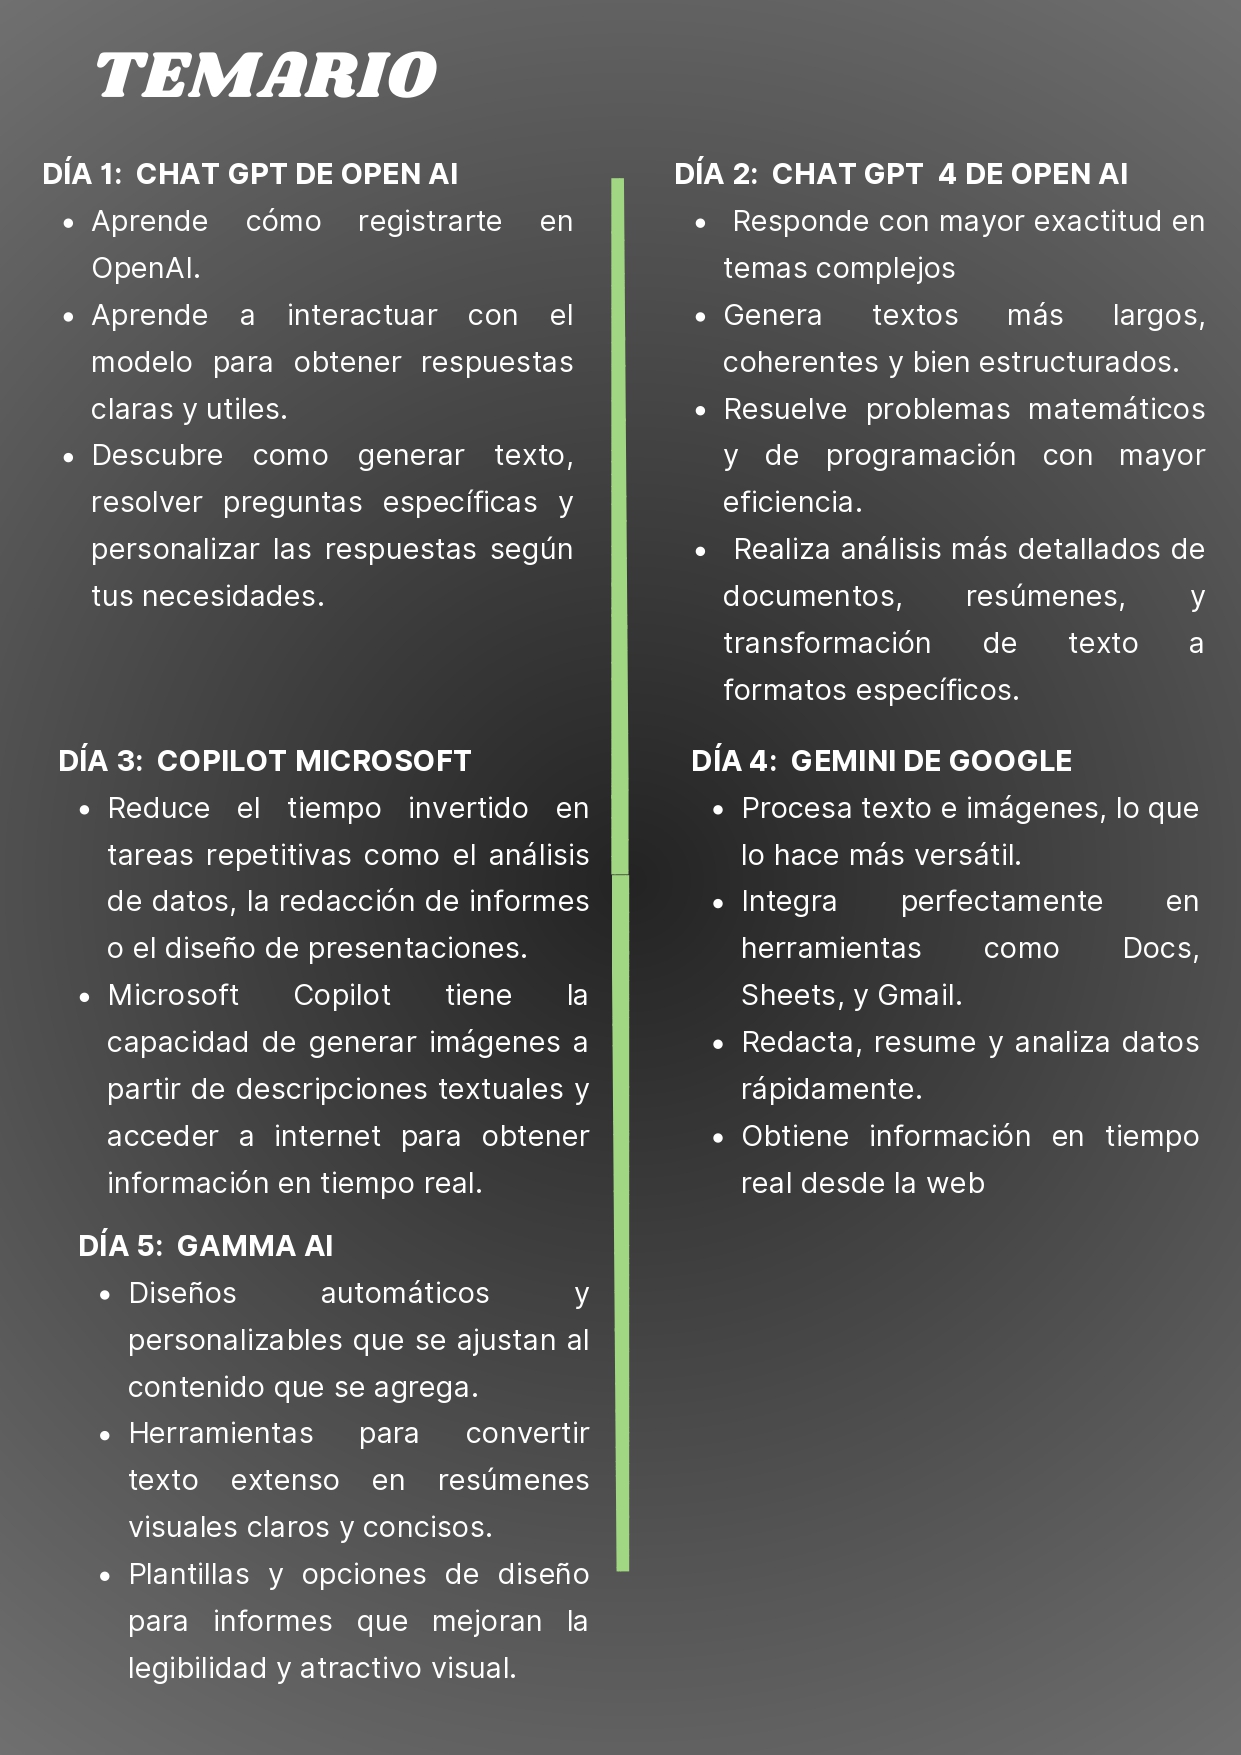 TEMARIO
DÍA 1: CHAT GPT DE OPEN AI
• Aprende cómo registrarte en
OpenAI.
• Aprende a interactuar con el
modelo para obtener respuestas
claras y utiles.
• Descubre como generar texto,
resolver preguntas específicas y
personalizar las respuestas según
tus necesidades.
DÍA 2: CHAT GPT 4 DE OPEN AI
• Responde con mayor exactitud en
temas complejos
• Genera textos más largos,
coherentes y bien estructurados.
• Resuelve problemas matemáticos
y de programación con mayor
eficiencia.
• Realiza análisis más detallados de
documentos, resúmenes, y
transformación de texto a
formatos específicos.
DÍA 3: COPILOT MICROSOFT
• Reduce el tiempo invertido en
tareas repetitivas como el análisis
de datos, la redacción de informes
o el diseño de presentaciones.
• Microsoft Copilot tiene la
capacidad de generar imágenes a
partir de descripciones textuales y
acceder a internet para obtener
información en tiempo real.
DÍA 4: GEMINI DE GOOGLE
• Procesa texto e imágenes, lo que
lo hace más versátil.
• Integra perfectamente en
herramientas como Docs,
Sheets, y Gmail.
• Redacta, resume y analiza datos
rápidamente.
• Obtiene información en tiempo
real desde la web
DÍA 5: GAMMA AI
• Diseños automáticos y
personalizables que se ajustan al
contenido que se agrega.
• Herramientas para convertir
texto extenso en resúmenes
visuales claros y concisos.
• Plantillas y opciones de diseño
para informes que mejoran la
legibilidad y atractivo visual.